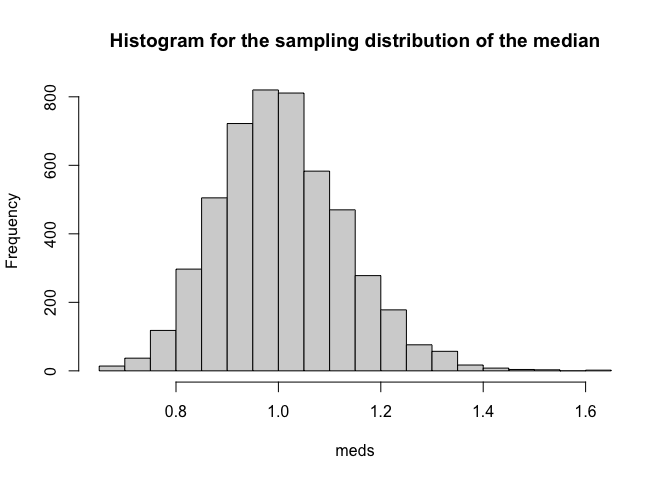 Histogram for the sampling distribution of the median
800
600
400
200
0
Frequency
0.8 1.0 1.2 1.4 1.6
meds